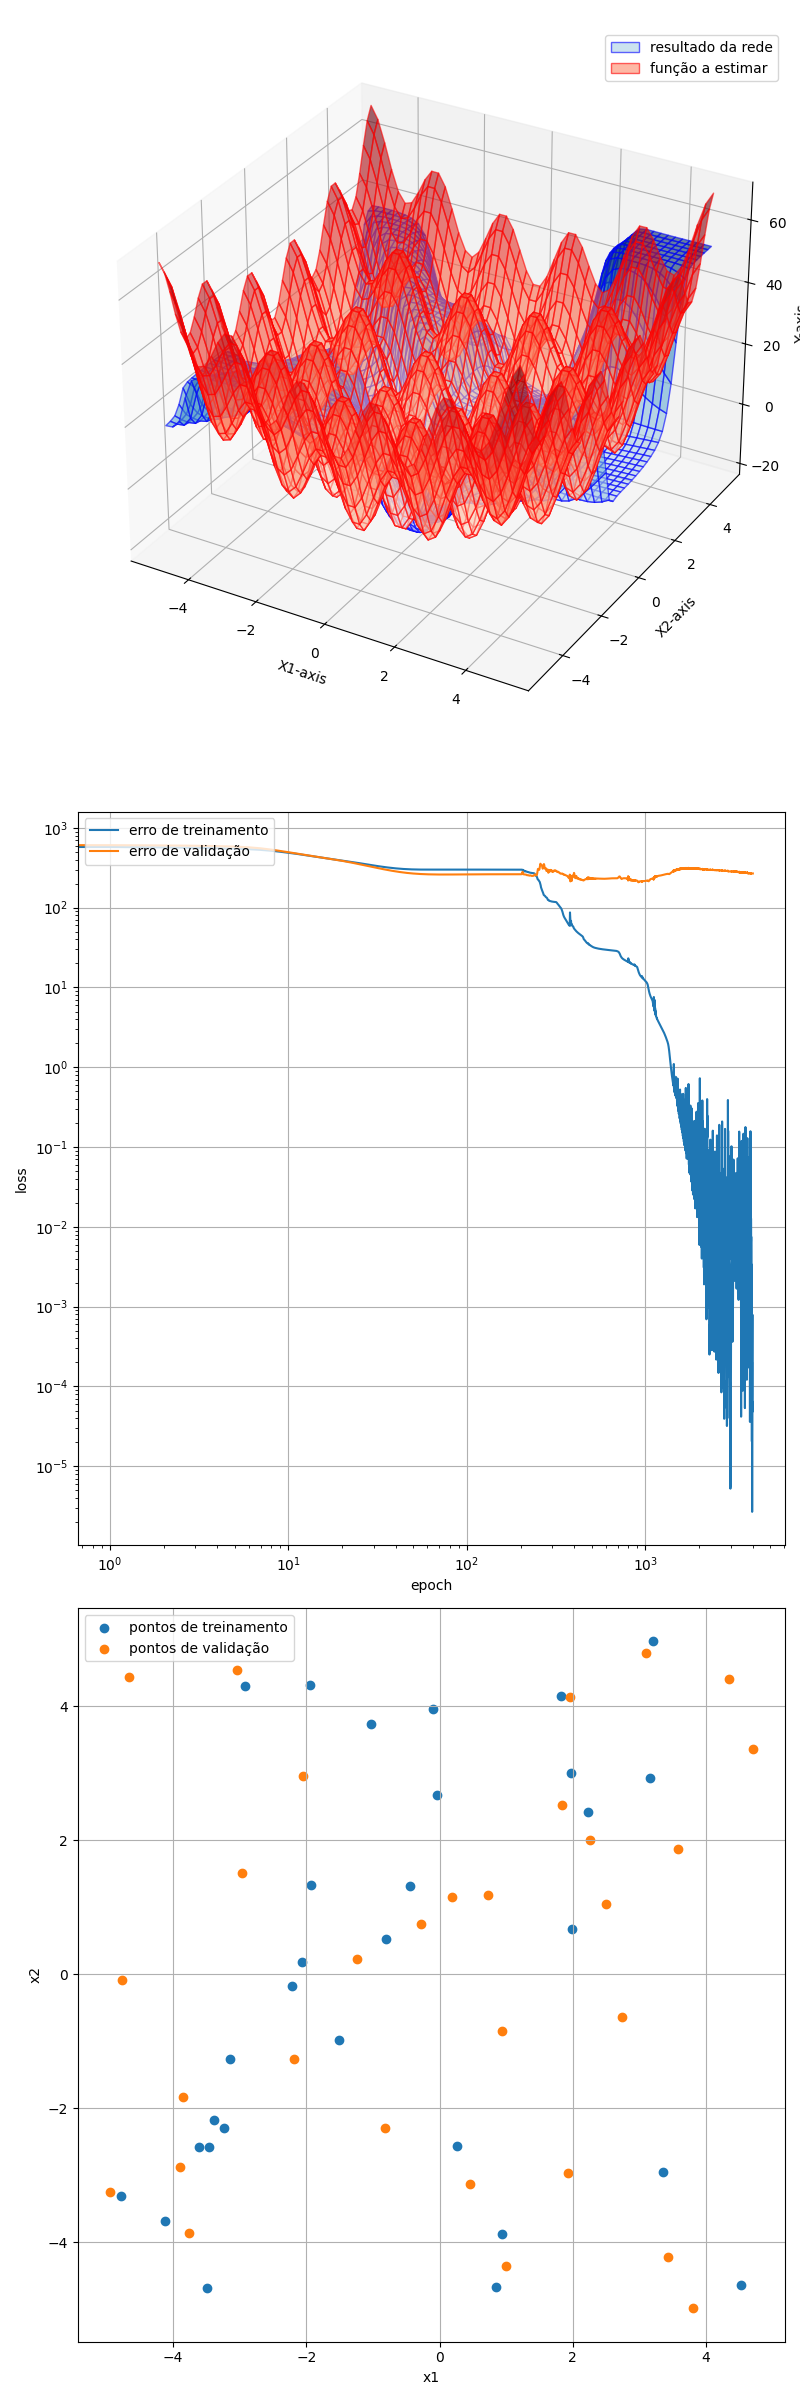 resultado da rede
função a estimar
60
40
20
0
−20
4
2
0
−2
−4
X2-axis
−4
−2
0
2
4
X1-axis
10³
10²
10¹
10⁰
10⁻¹
10⁻²
10⁻³
10⁻⁴
10⁻⁵
loss
erro de treinamento
erro de validação
10⁰ 10¹ 10² 10³
epoch
pontos de treinamento
pontos de validação
4
2
0
−2
−4
x2
−4 −2 0 2 4
x1